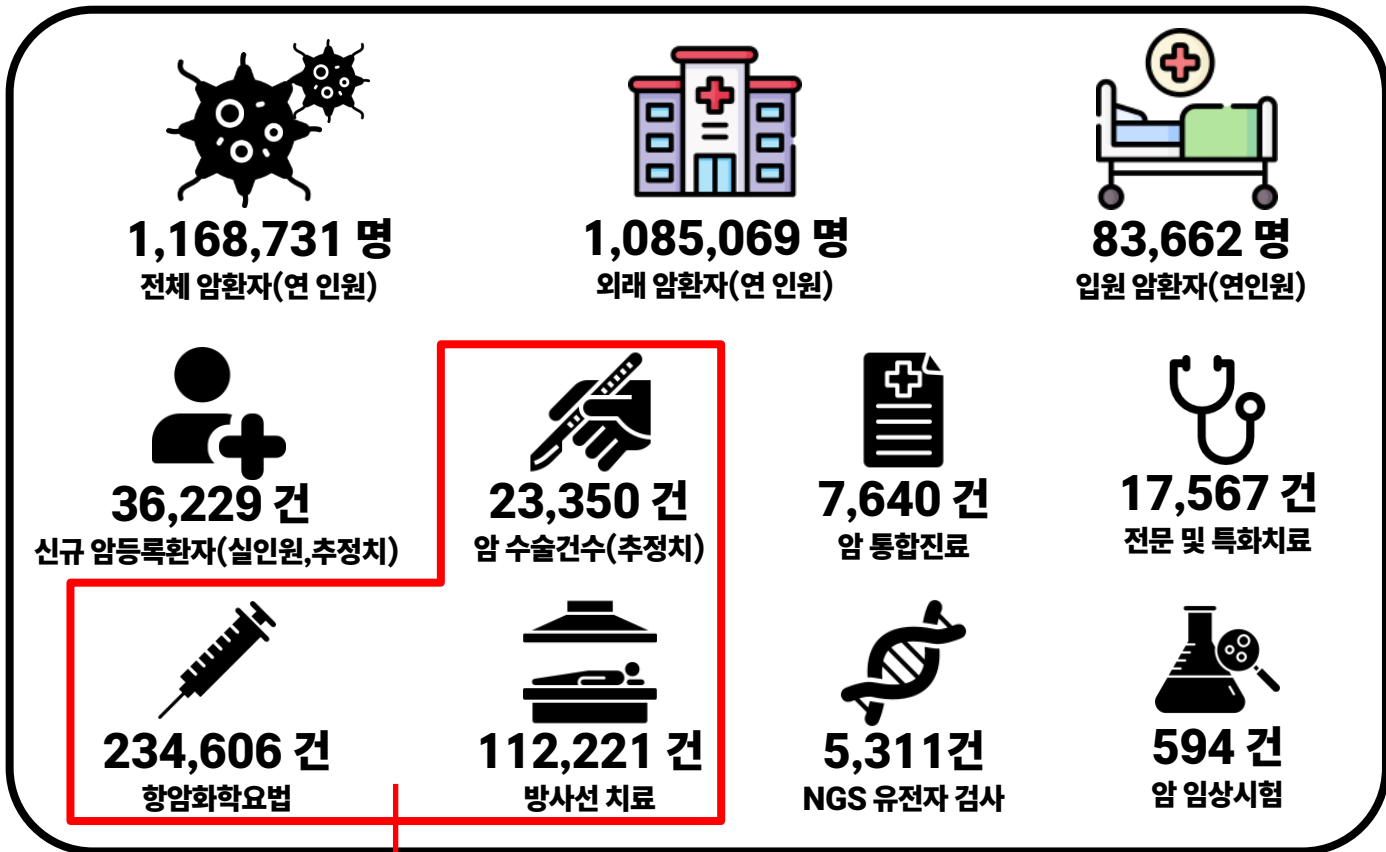 1,168,731 명
전체 암환자(연 인원)
1,085,069 명
외래 암환자(연 인원)
83,662 명
입원 암환자(연인원)
36,229 건
신규 암등록환자(실인원,추정치)
23,350 건
암 수술건수(추정치)
7,640 건
암 통합진료
17,567 건
전문 및 특화치료
234,606 건
항암화학요법
112,221 건
방사선 치료
5,311건
NGS 유전자 검사
594 건
암 임상시험